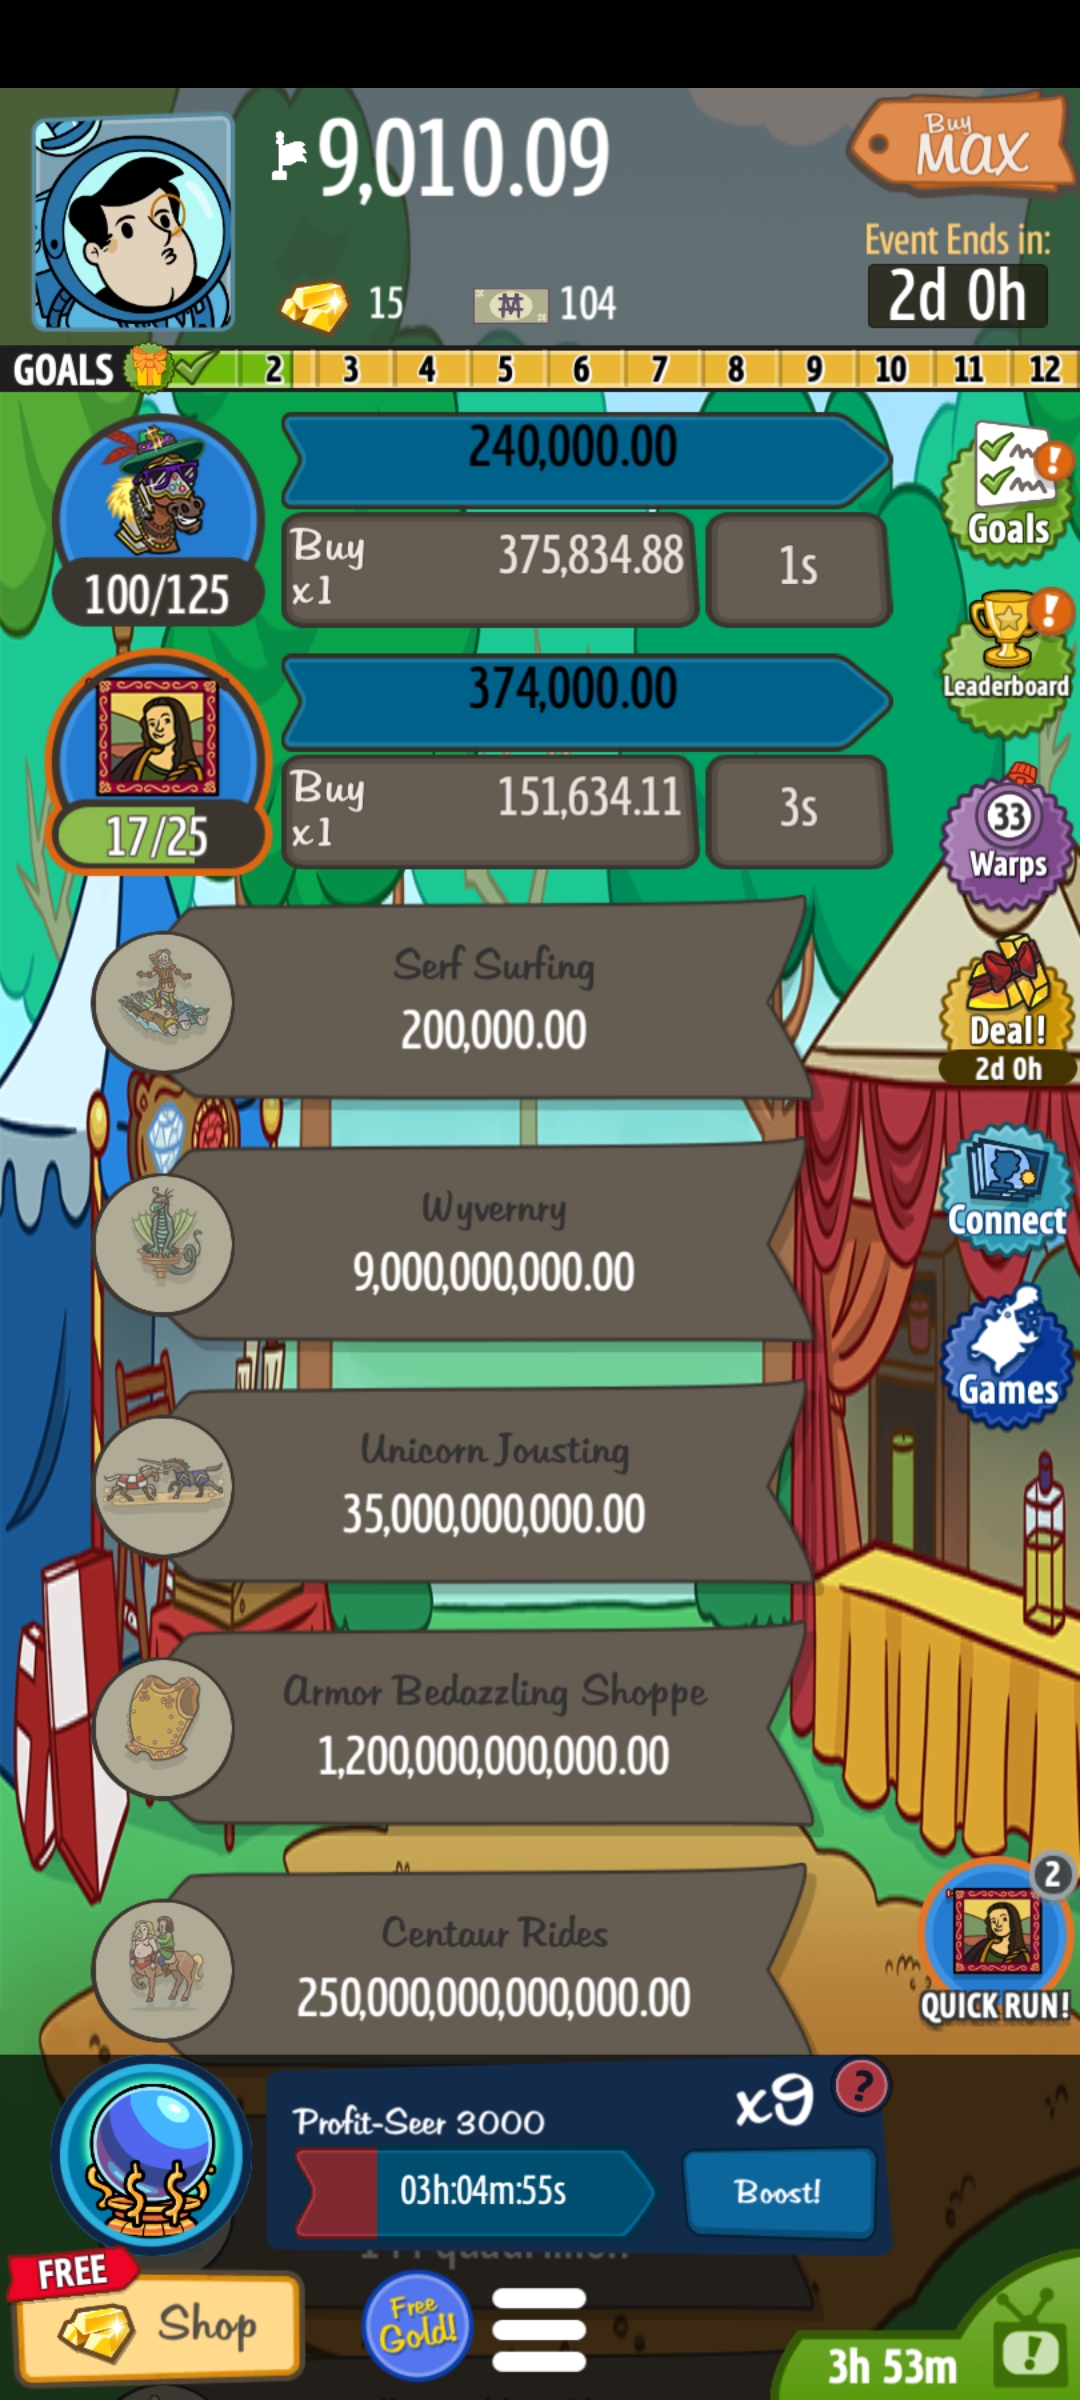 9,010.09
Buy
MAX
15
104
Event Ends in:
2d 0h
GOALS 2 3 4 5 6 7 8 9 10 11 12
240,000.00
Buy
x1
375,834.88
1s
100/125
Goals
374,000.00
Buy
x1
151,634.11
3s
17/25
Leaderboard
33
Warps
Serf Surfing
200,000.00
Deal!
2d 0h
Wyvernry
9,000,000,000.00
Connect
Unicorn Jousting
35,000,000,000.00
Games
Armor Bedazzling Shoppe
1,200,000,000,000.00
Centaur Rides
250,000,000,000,000.00
2
QUICK RUN!
Profit-Seer 3000
x9
?
03h:04m:55s
Boost!
FREE
Shop
Free
Gold!
3h 53m